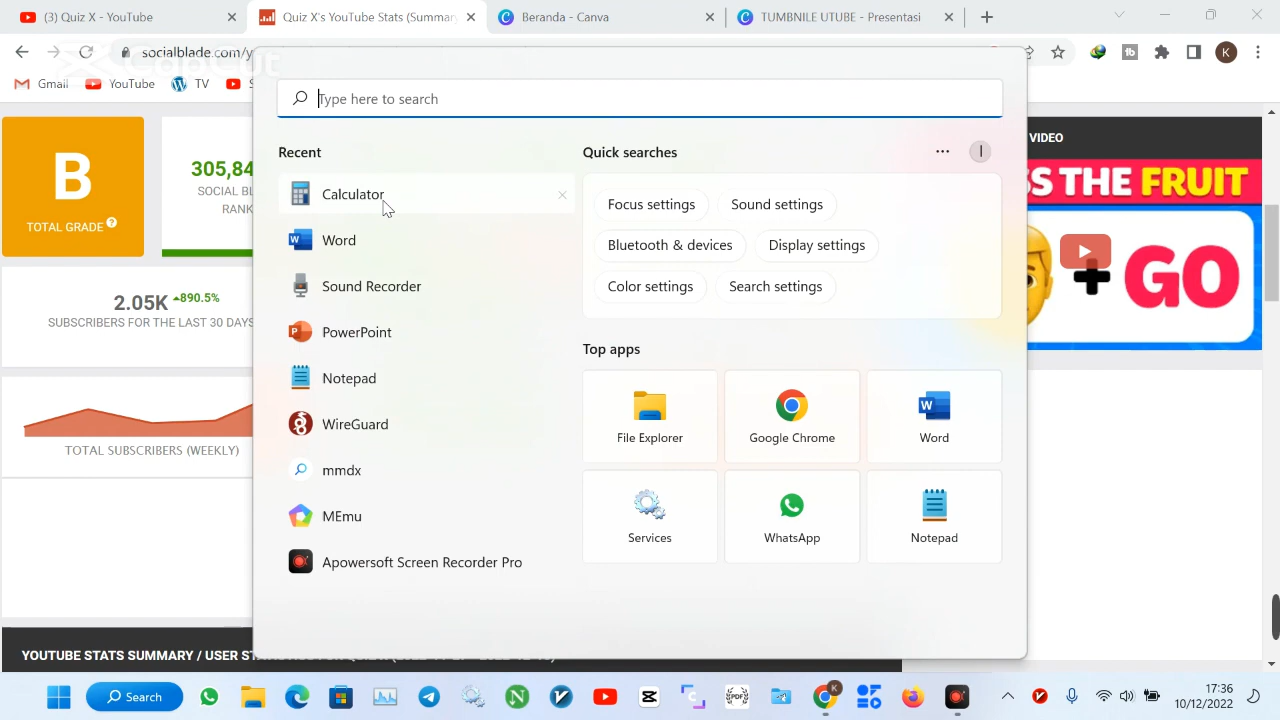 (3) Quiz X - YouTube
Quiz X's YouTube Stats (Summary
Beranda - Canva
TUMBNILE UTUBE - Presentasi
socialblade.com/y
K
CapCut
Gmail
YouTube
TV
Type here to search
Recent
Quick searches
I
Calculator
Word
Sound Recorder
PowerPoint
Notepad
WireGuard
mmdx
MEmu
Apowersoft Screen Recorder Pro
Focus settings
Sound settings
Bluetooth & devices
Display settings
Color settings
Search settings
Top apps
File Explorer
Google Chrome
Word
Services
WhatsApp
Notepad
B
TOTAL GRADE
305,84
SOCIAL BL
RANK
2.05K 890.5%
SUBSCRIBERS FOR THE LAST 30 DAYS
TOTAL SUBSCRIBERS (WEEKLY)
VIDEO
S THE FRUIT
+ GO
YOUTUBE STATS SUMMARY / USER ST
Search
17:36
10/12/2022